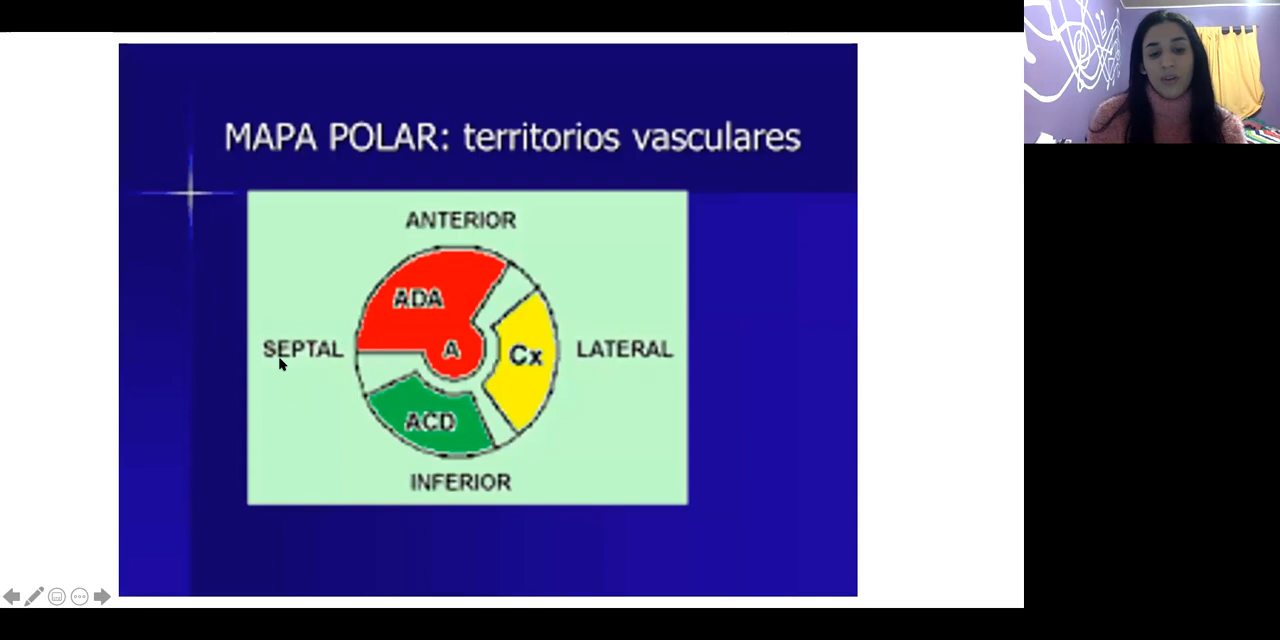 MAPA POLAR: territorios vasculares
ANTERIOR
ADA
SEPTAL
A
Cx
LATERAL
ACD
INFERIOR